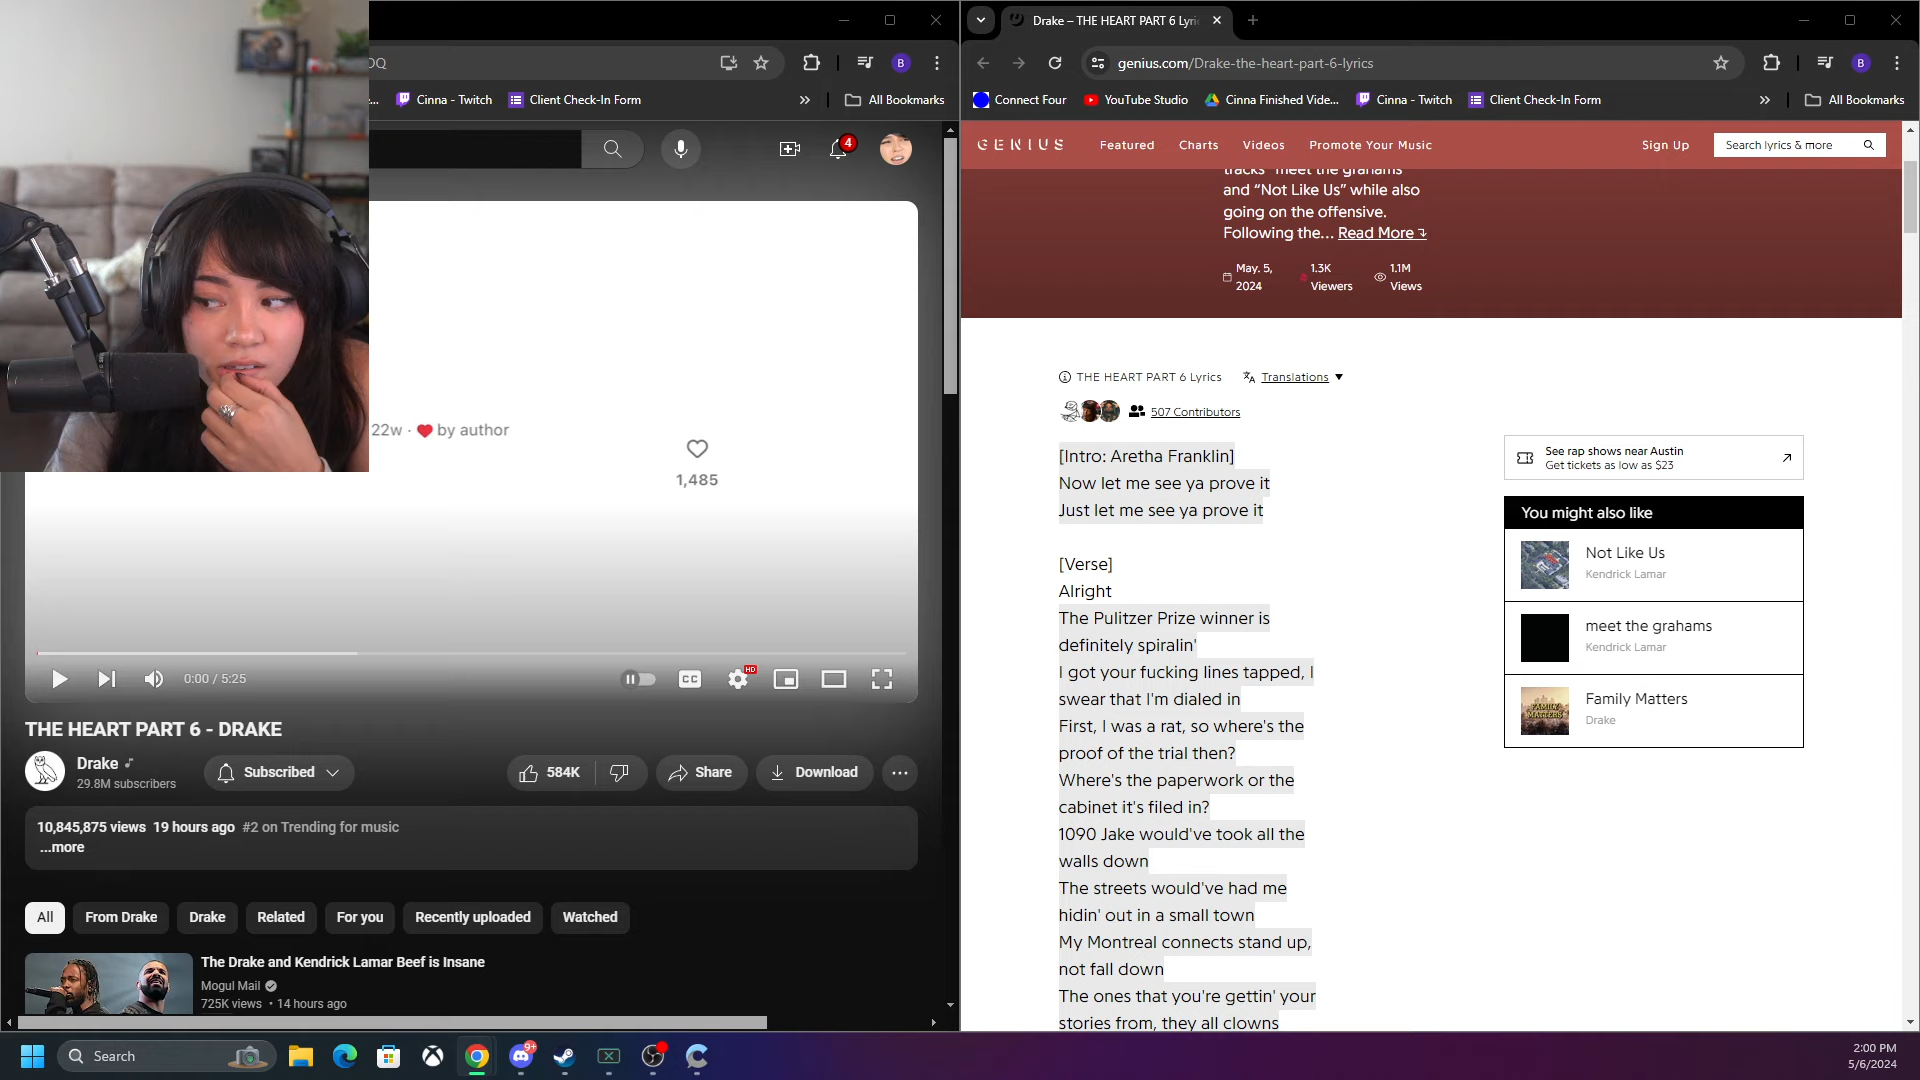 DQ
B
...
Cinna - Twitch
Client Check-In Form
»
All Bookmarks
4
22w · ❤ by author
1,485
0:00 / 5:25
CC
HD
THE HEART PART 6 - DRAKE
Drake
29.8M subscribers
Subscribed
584K
Share
Download
10,845,875 views 19 hours ago #2 on Trending for music
...more
All
From Drake
Drake
Related
For you
Recently uploaded
Watched
The Drake and Kendrick Lamar Beef is Insane
Mogul Mail
725K views • 14 hours ago
Drake – THE HEART PART 6 Lyri
genius.com/Drake-the-heart-part-6-lyrics
B
Connect Four
YouTube Studio
Cinna Finished Vide...
Cinna - Twitch
Client Check-In Form
»
All Bookmarks
GENIUS
Featured
Charts
Videos
Promote Your Music
Sign Up
Search lyrics & more
tracks "meet the grahams"
and “Not Like Us” while also
going on the offensive.
Following the... Read More
May. 5,
2024
1.3K
Viewers
1.1M
Views
THE HEART PART 6 Lyrics
Translations
507 Contributors
[Intro: Aretha Franklin]
Now let me see ya prove it
Just let me see ya prove it
[Verse]
Alright
The Pulitzer Prize winner is
definitely spiralin'
I got your fucking lines tapped, I
swear that I'm dialed in
First, I was a rat, so where's the
proof of the trial then?
Where's the paperwork or the
cabinet it's filed in?
1090 Jake would've took all the
walls down
The streets would've had me
hidin' out in a small town
My Montreal connects stand up,
not fall down
The ones that you're gettin' your
stories from, they all clowns
See rap shows near Austin
Get tickets as low as $23
You might also like
Not Like Us
Kendrick Lamar
meet the grahams
Kendrick Lamar
Family Matters
Drake
Search
9+
2:00 PM
5/6/2024